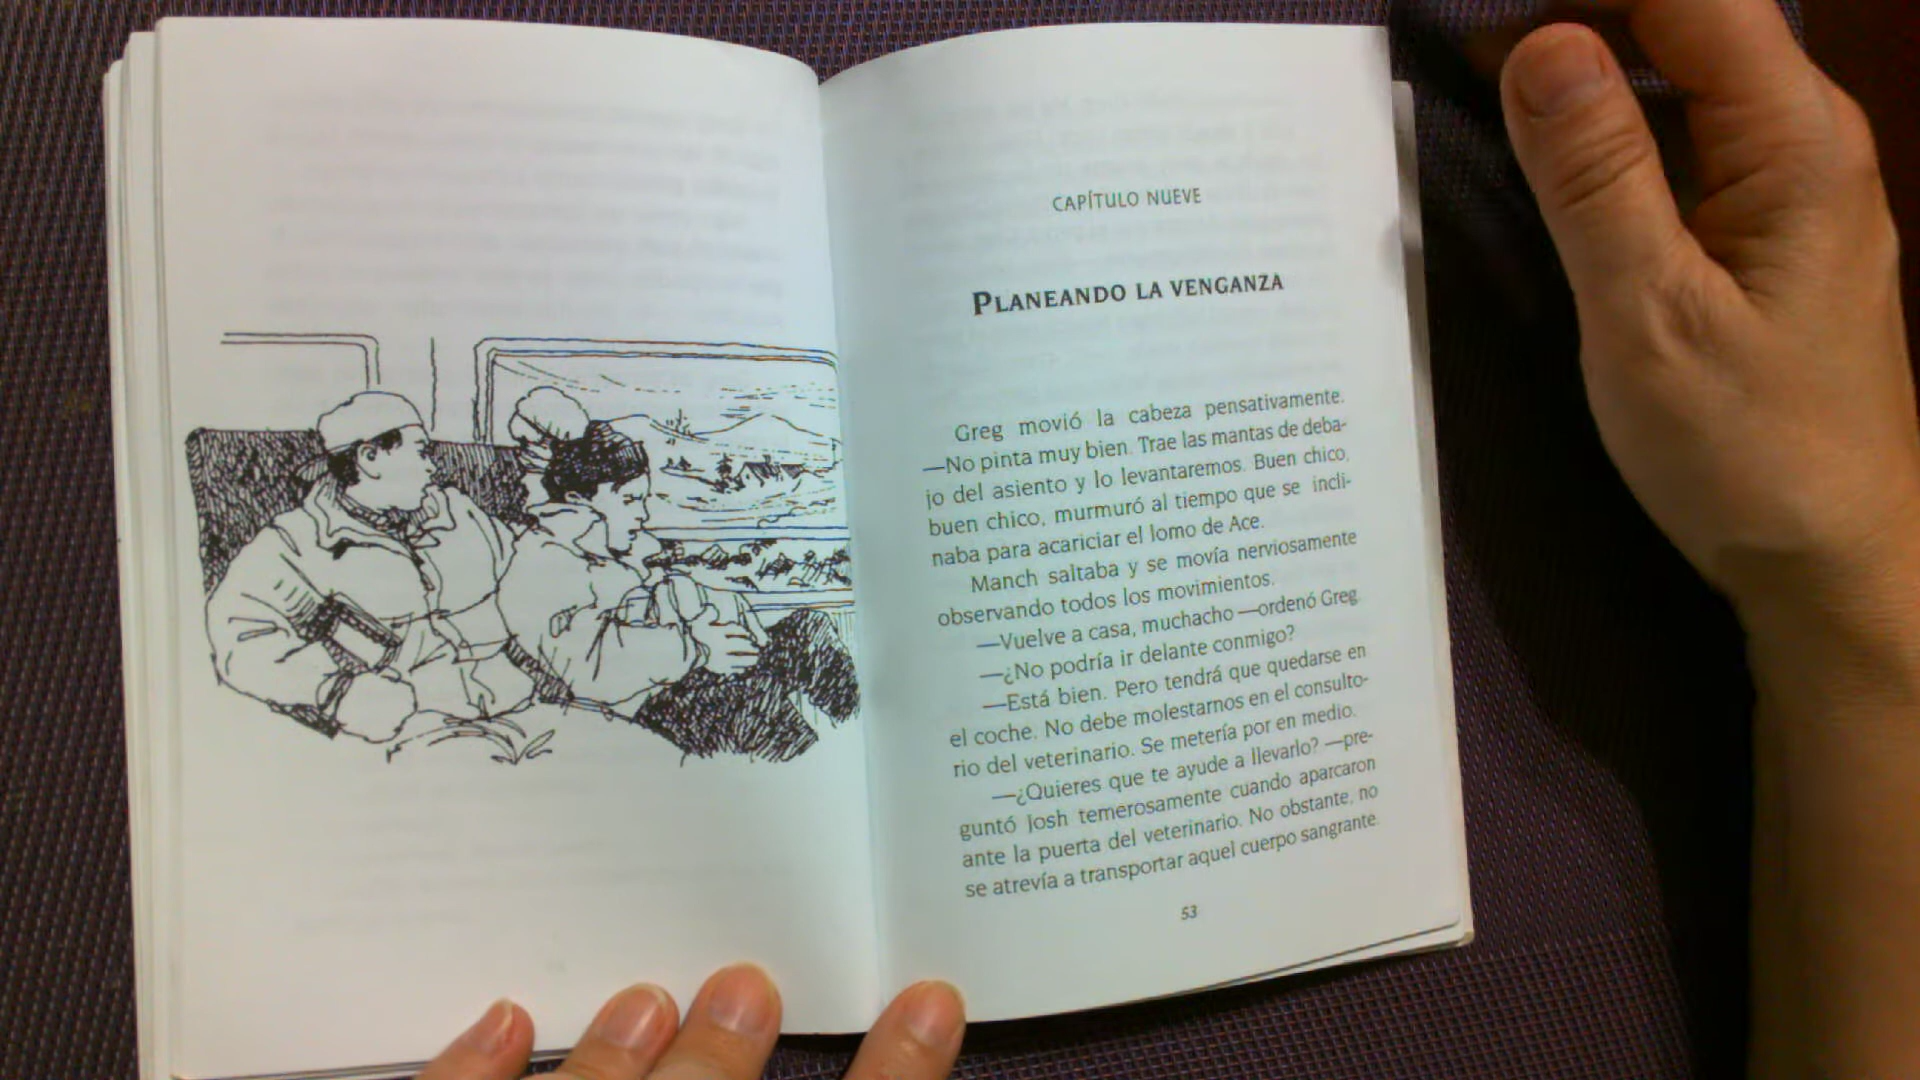 CAPÍTULO NUEVE
PLANEANDO LA VENGANZA
Greg movió la cabeza pensativamente.
—No pinta muy bien. Trae las mantas de deba-
jo del asiento y lo levantaremos. Buen chico,
buen chico, murmuró al tiempo que se incli-
naba para acariciar el lomo de Ace.
Manch saltaba y se movía nerviosamente
observando todos los movimientos.
—Vuelve a casa, muchacho —ordenó Greg.
—¿No podría ir delante conmigo?
—Está bien. Pero tendrá que quedarse en
el coche. No debe molestarnos en el consulto-
rio del veterinario. Se metería por en medio.
—¿Quieres que te ayude a llevarlo? —pre-
guntó Josh temerosamente cuando aparcaron
ante la puerta del veterinario. No obstante, no
se atrevía a transportar aquel cuerpo sangrante.
53